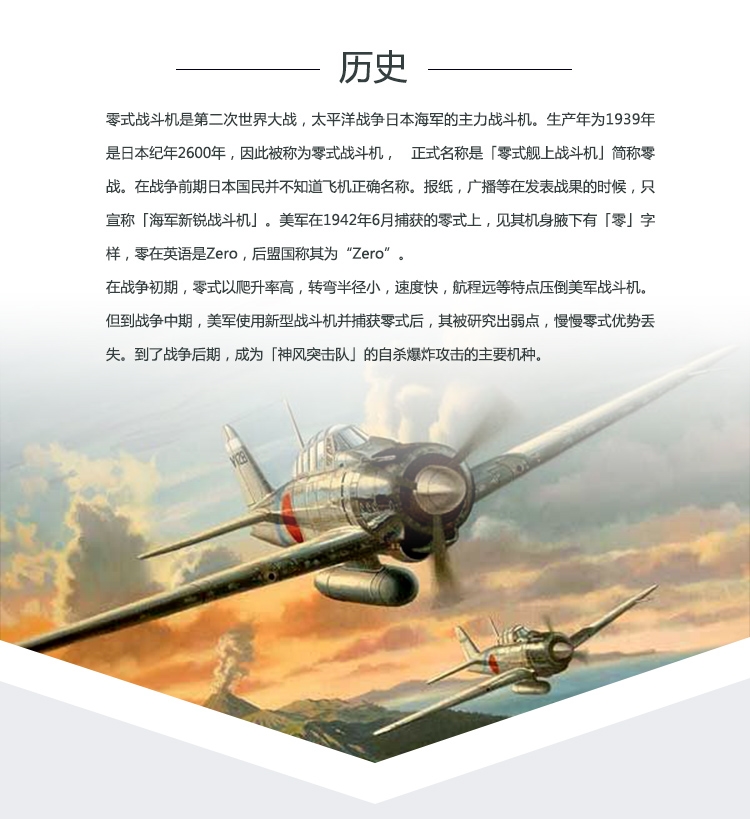 历史
零式战斗机是第二次世界大战，太平洋战争日本海军的主力战斗机。生产年为1939年
是日本纪年2600年，因此被称为零式战斗机，  正式名称是「零式舰上战斗机」简称零
战。在战争前期日本国民并不知道飞机正确名称。报纸，广播等在发表战果的时候，只
宣称「海军新锐战斗机」。美军在1942年6月捕获的零式上，见其机身腋下有「零」字
样，零在英语是Zero，后盟国称其为“Zero”。
在战争初期，零式以爬升率高，转弯半径小，速度快，航程远等特点压倒美军战斗机。
但到战争中期，美军使用新型战斗机并捕获零式后，其被研究出弱点，慢慢零式优势丢
失。到了战争后期，成为「神风突击队」的自杀爆炸攻击的主要机种。